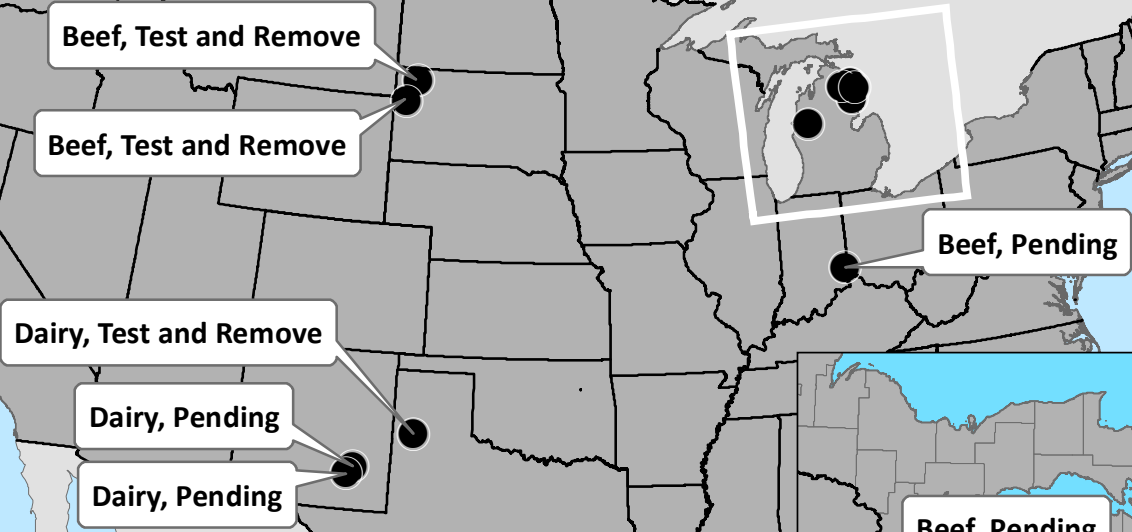 Beef, Test and Remove
Beef, Test and Remove
Beef, Pending
Dairy, Test and Remove
Dairy, Pending
Dairy, Pending
Beef, Pending